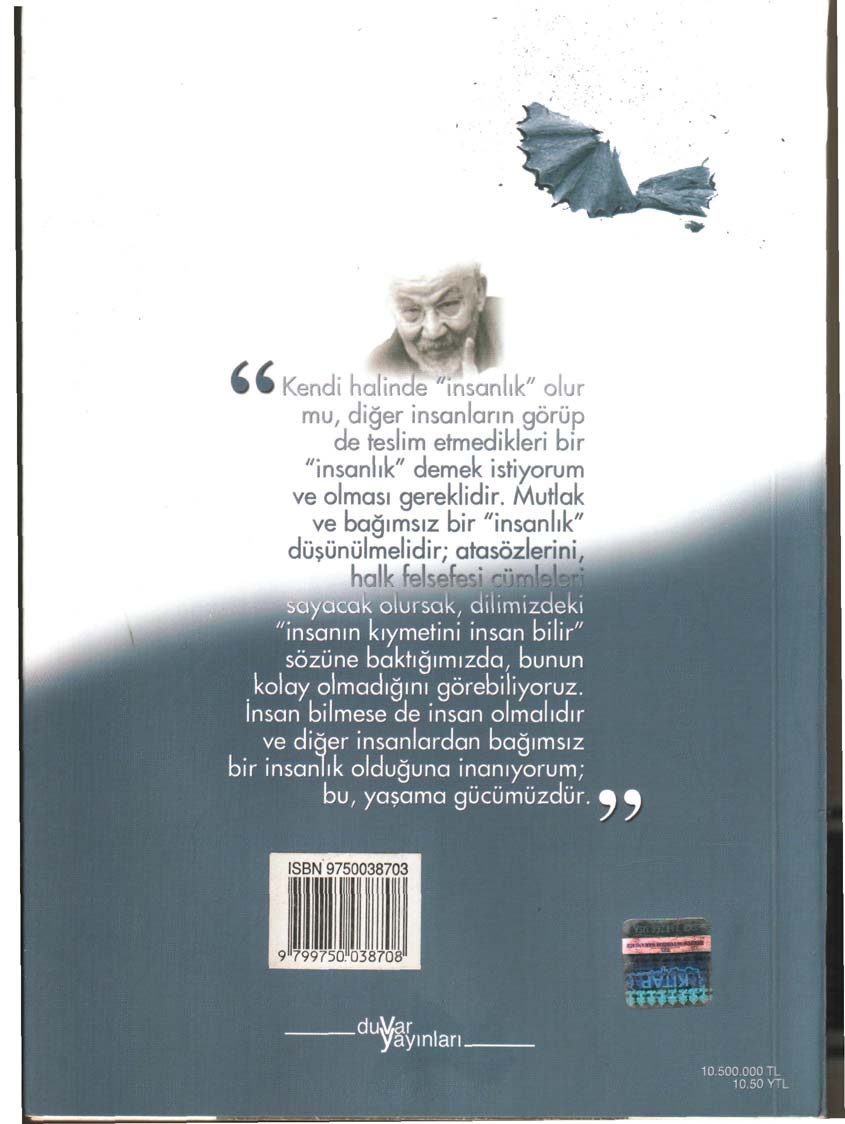 “ Kendi halinde “insanlık” olur
mu, diğer insanların görüp
de teslim etmedikleri bir
“insanlık” demek istiyorum
ve olması gereklidir. Mutlak
ve bağımsız bir “insanlık”
düşünülmelidir; atasözlerini,
halk felsefesi cümleleri
sayacak olursak, dilimizdeki
“insanın kıymetini insan bilir”
sözüne baktığımızda, bunun
kolay olmadığını görebiliyoruz.
İnsan bilmese de insan olmalıdır
ve diğer insanlardan bağımsız
bir insanlık olduğuna inanıyorum;
bu, yaşama gücümüzdür. ”
ISBN 9750038703
9 799750 038708
KİTAP
duvar
yayınları
10.500.000 TL
10.50 YTL